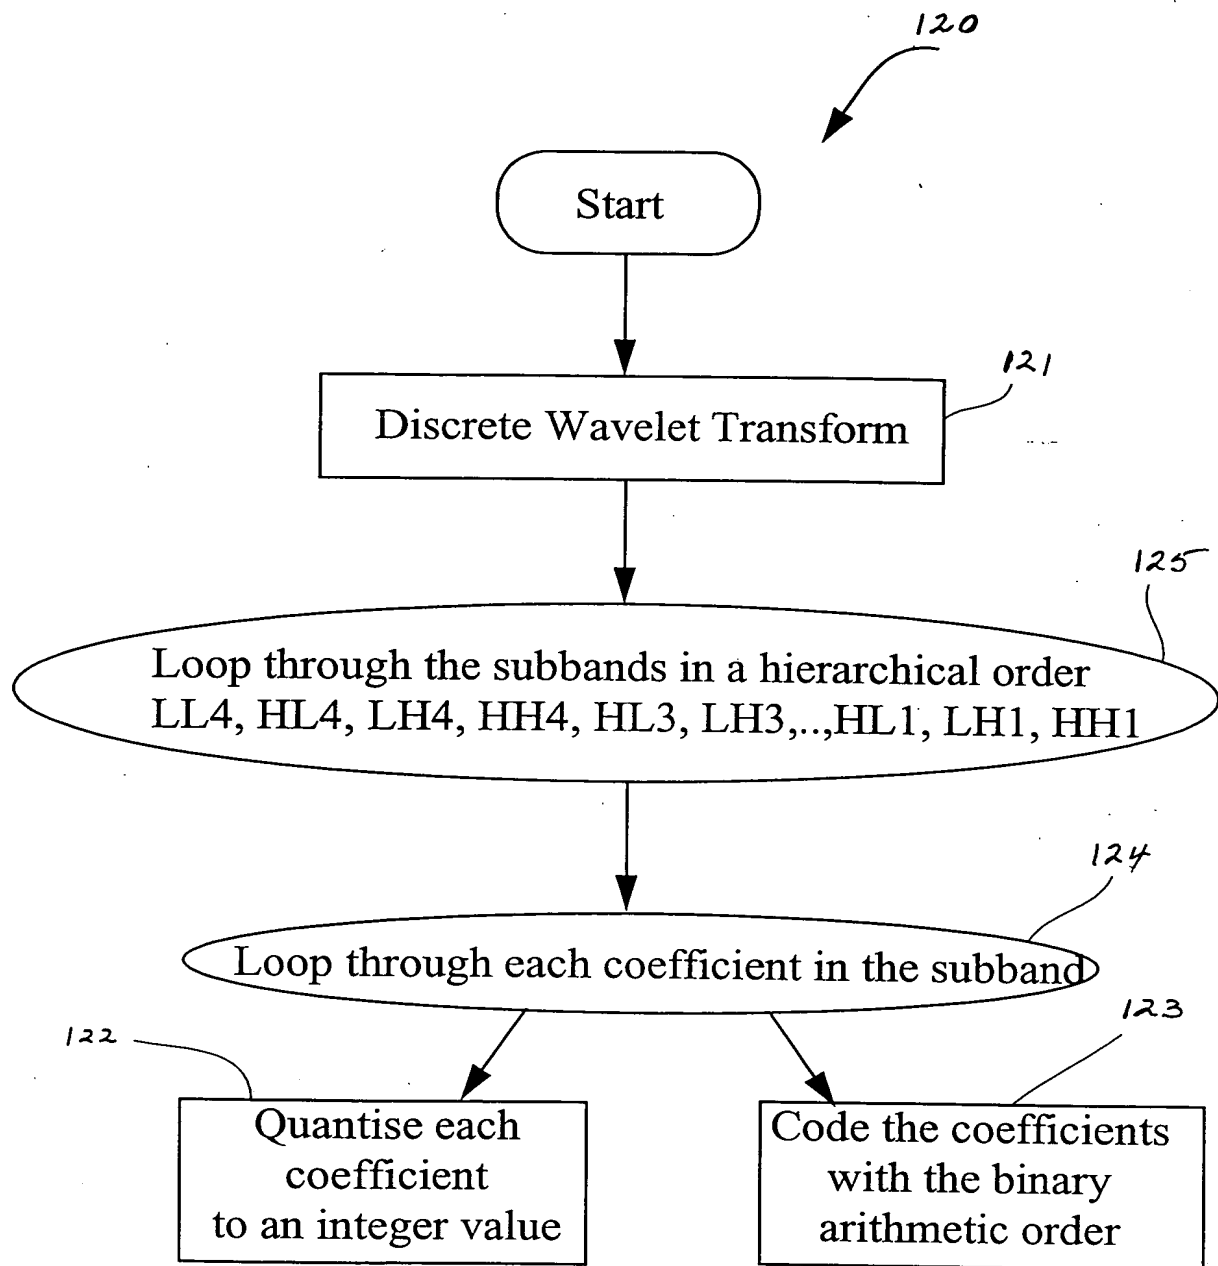 120
Start
121
Discrete Wavelet Transform
125
Loop through the subbands in a hierarchical order
LL4, HL4, LH4, HH4, HL3, LH3,..,HL1, LH1, HH1
124
Loop through each coefficient in the subband
122
123
Quantise each
coefficient
to an integer value
Code the coefficients
with the binary
arithmetic order